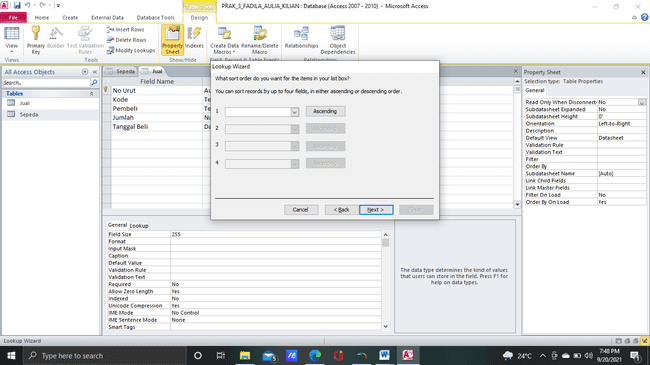 Table Tools
PRAK_3_FADILA_AULIA_KILIAN : Database (Access 2007 - 2010) - Microsoft Access
File Home Create External Data Database Tools Design
View
Primary Key
Builder
Test Validation Rules
Insert Rows
Delete Rows
Modify Lookups
Property Sheet
Indexes
Create Data Macros
Rename/Delete Macro
Relationships
Object Dependencies
Views Tools Show/Hide Field, Record & Table Events Relationships
All Access Objects
Tables
Jual
Sepeda
Sepeda Jual
Field Name
No Urut
Kode
Pembeli
Jumlah
Tanggal Beli
Lookup Wizard
What sort order do you want for the items in your list box?
You can sort records by up to four fields, in either ascending or descending order.
1 Ascending
2 Ascending
3 Ascending
4 Ascending
Cancel < Back Next >
General Lookup
Field Size 255
Format
Input Mask
Caption
Default Value
Validation Rule
Validation Text
Required No
Allow Zero Length Yes
Indexed No
Unicode Compression Yes
IME Mode No Control
IME Sentence Mode None
Smart Tags
The data type determines the kind of values that users can store in the field. Press F1 for help on data types.
Property Sheet
Selection type: Table Properties
General
Read Only When Disconnect No
Subdatasheet Expanded No
Subdatasheet Height 0"
Orientation Left-to-Right
Description
Default View Datasheet
Validation Rule
Validation Text
Filter
Order By
Subdatasheet Name [Auto]
Link Child Fields
Link Master Fields
Filter On Load No
Order By On Load Yes
Lookup Wizard
Type here to search
24°C
7:48 PM
9/20/2021